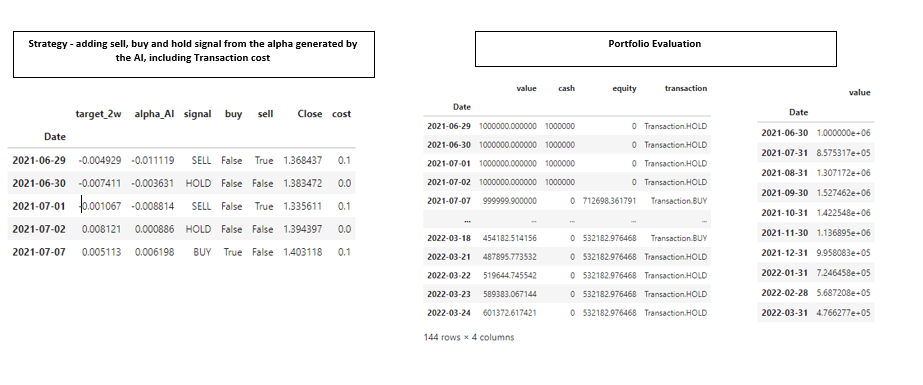 Strategy - adding sell, buy and hold signal from the alpha generated by
the AI, including Transaction cost
target_2w alpha_AI signal buy sell Close cost
Date
2021-06-29 -0.004929 -0.011119 SELL False True 1.368437 0.1
2021-06-30 -0.007411 -0.003631 HOLD False False 1.383472 0.0
2021-07-01 -0.001067 -0.008814 SELL False True 1.335611 0.1
2021-07-02 0.008121 0.000886 HOLD False False 1.394397 0.0
2021-07-07 0.005113 0.006198 BUY True False 1.403118 0.1
Portfolio Evaluation
value cash equity transaction
Date
2021-06-29 1000000.000000 1000000 0 Transaction.HOLD
2021-06-30 1000000.000000 1000000 0 Transaction.HOLD
2021-07-01 1000000.000000 1000000 0 Transaction.HOLD
2021-07-02 1000000.000000 1000000 0 Transaction.HOLD
2021-07-07 999999.900000 0 712698.361791 Transaction.BUY
... ... ... ... ...
2022-03-18 454182.514156 0 532182.976468 Transaction.BUY
2022-03-21 487895.773532 0 532182.976468 Transaction.HOLD
2022-03-22 519644.745542 0 532182.976468 Transaction.HOLD
2022-03-23 589383.067144 0 532182.976468 Transaction.HOLD
2022-03-24 601372.617421 0 532182.976468 Transaction.HOLD
144 rows × 4 columns
value
Date
2021-06-30 1.000000e+06
2021-07-31 8.575317e+05
2021-08-31 1.307172e+06
2021-09-30 1.527462e+06
2021-10-31 1.422548e+06
2021-11-30 1.136895e+06
2021-12-31 9.958083e+05
2022-01-31 7.246458e+05
2022-02-28 5.687208e+05
2022-03-31 4.766277e+05